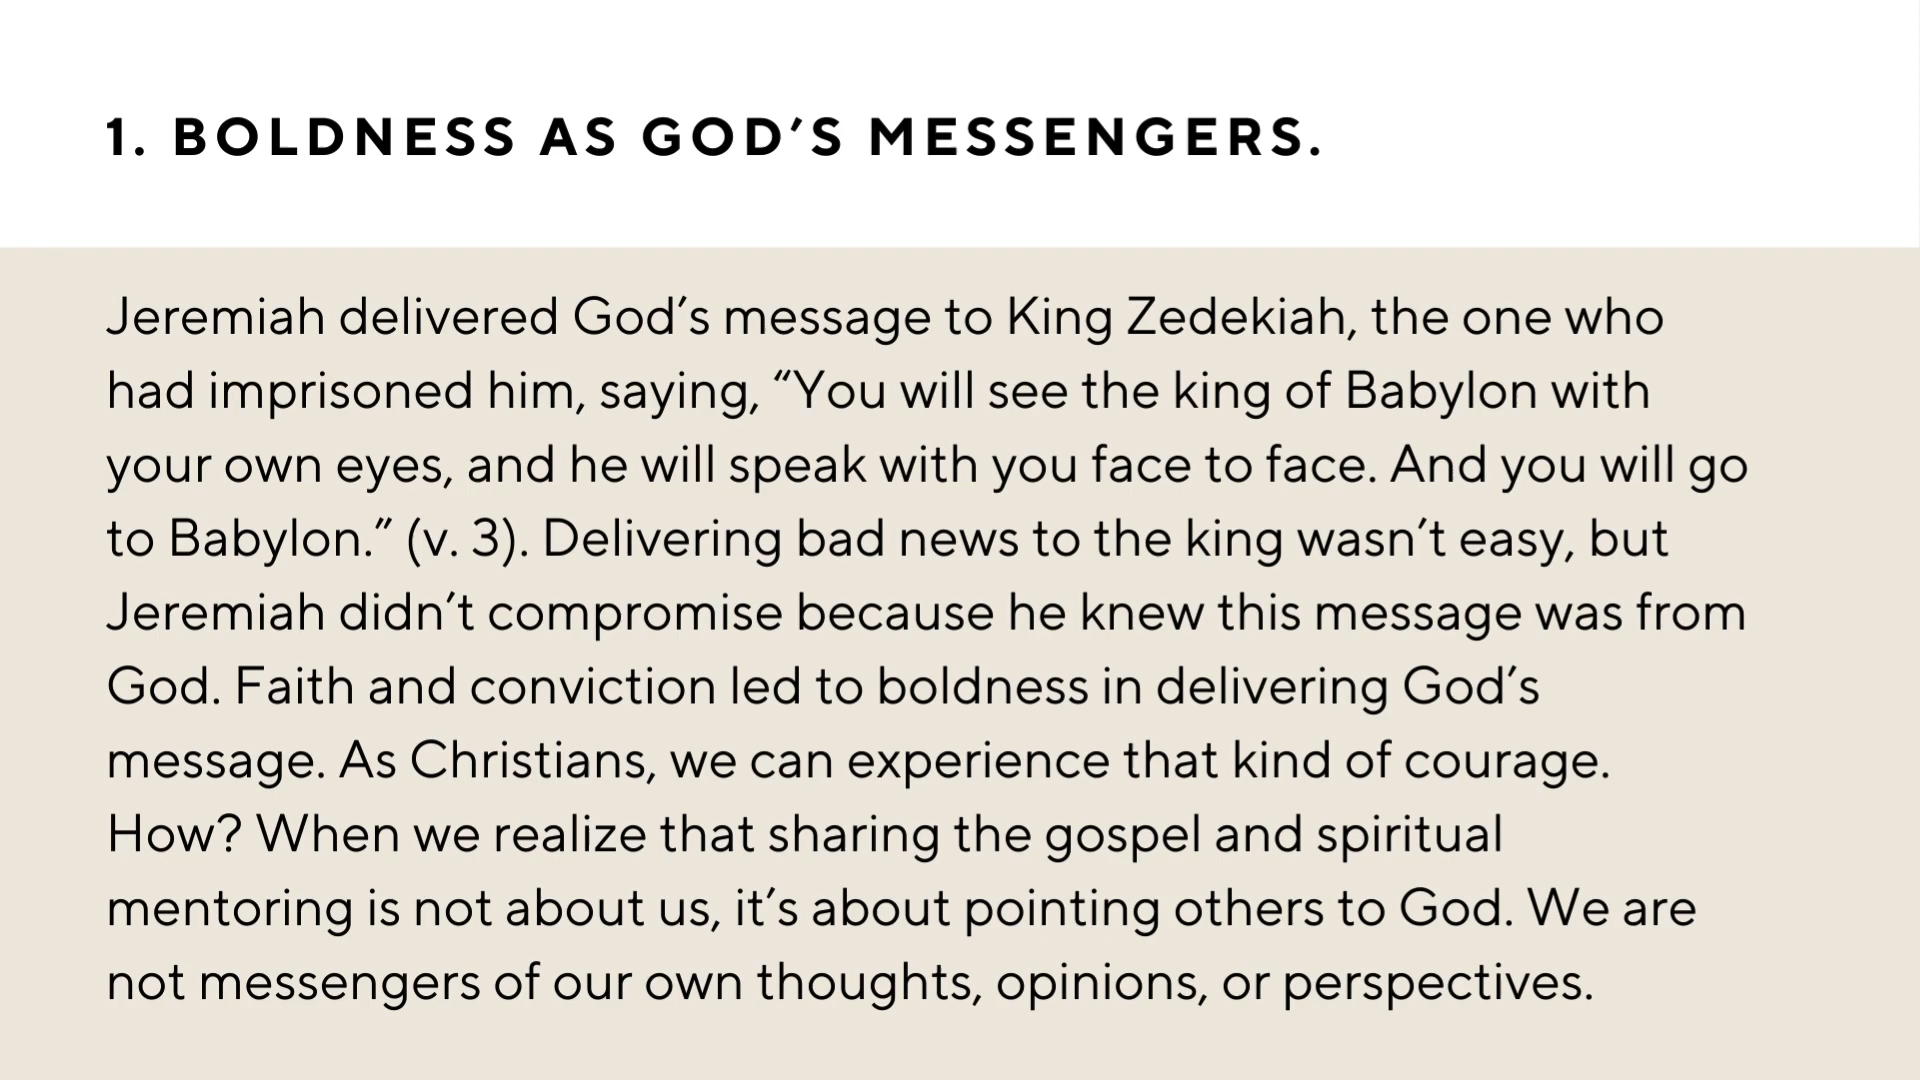 1. BOLDNESS AS GOD’S MESSENGERS.
Jeremiah delivered God’s message to King Zedekiah, the one who
had imprisoned him, saying, “You will see the king of Babylon with
your own eyes, and he will speak with you face to face. And you will go
to Babylon.” (v. 3). Delivering bad news to the king wasn’t easy, but
Jeremiah didn’t compromise because he knew this message was from
God. Faith and conviction led to boldness in delivering God’s
message. As Christians, we can experience that kind of courage.
How? When we realize that sharing the gospel and spiritual
mentoring is not about us, it’s about pointing others to God. We are
not messengers of our own thoughts, opinions, or perspectives.